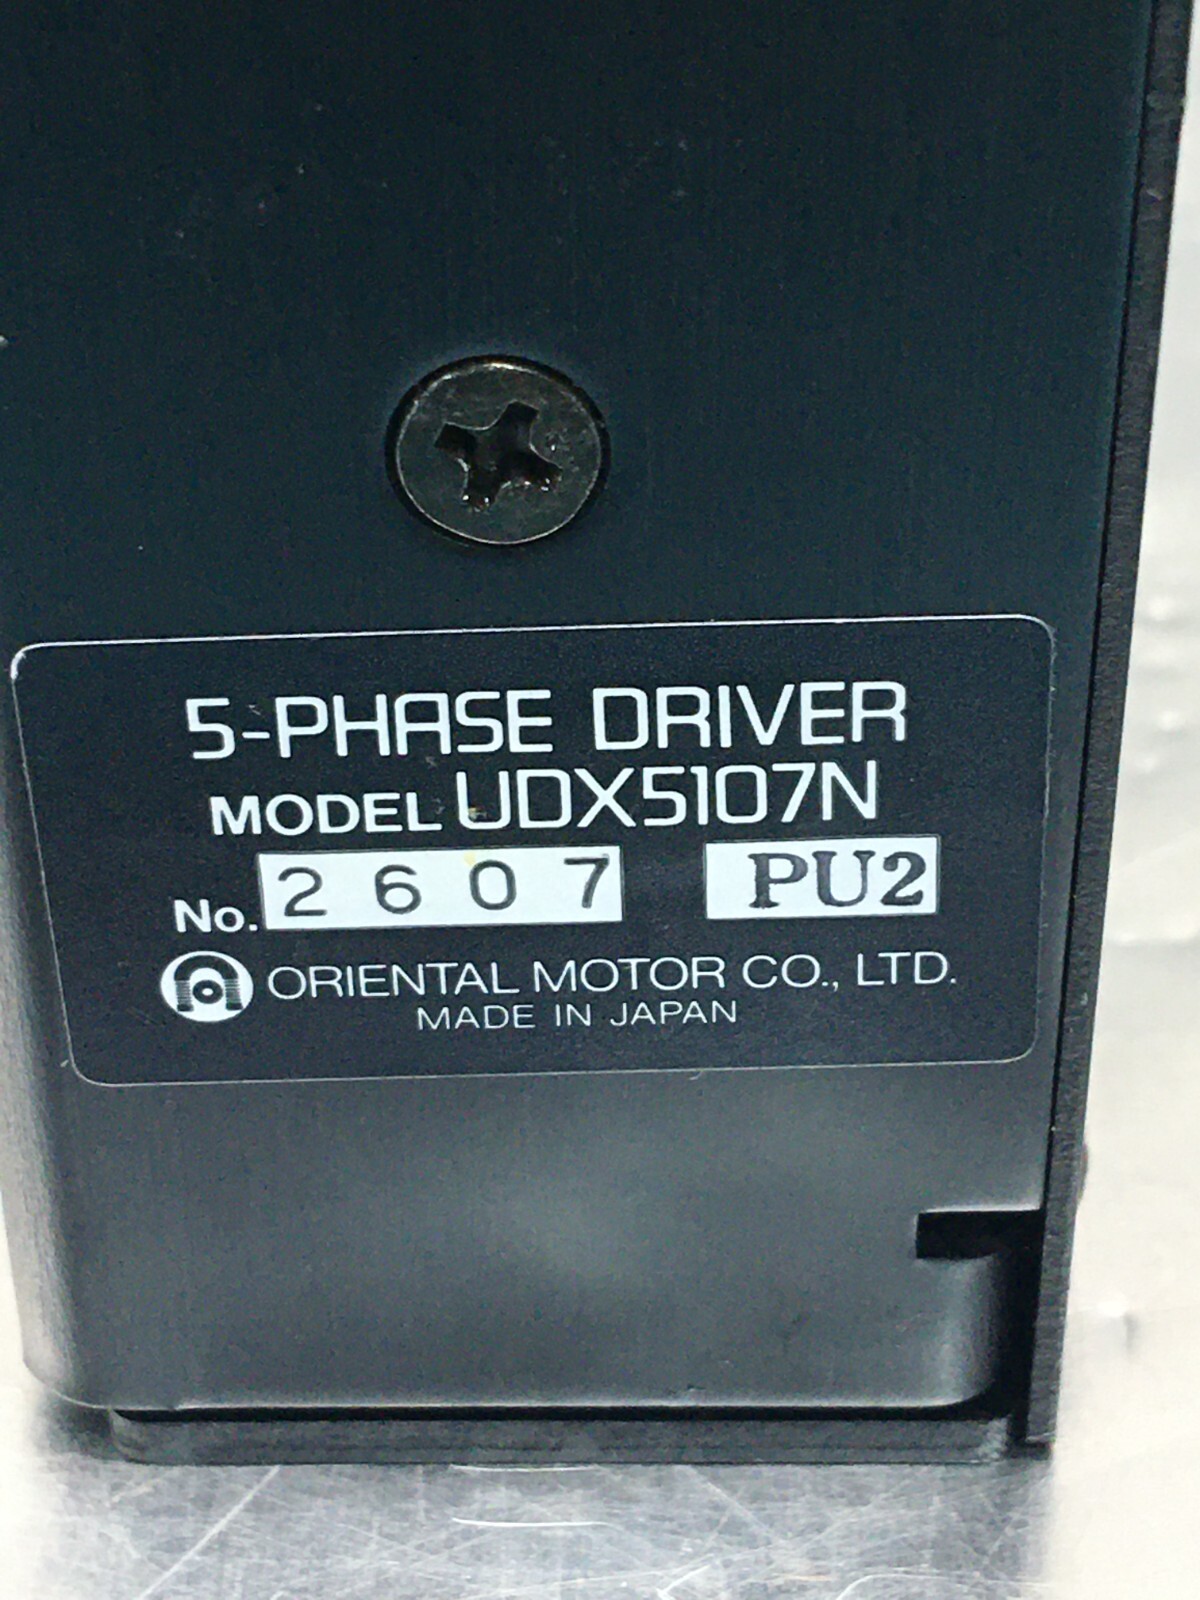 5-PHASE DRIVER
MODEL UDX5107N
No. 2607 PU2
ORIENTAL MOTOR CO., LTD.
MADE IN JAPAN